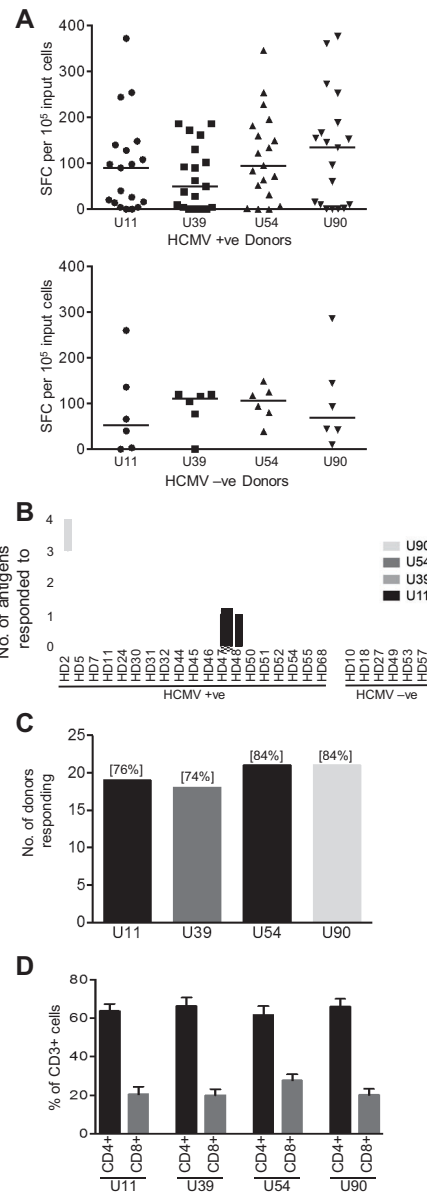 A
SFC per 10⁵ input cells
400
300
200
100
0
U11 U39 U54 U90
HCMV +ve Donors
SFC per 10⁵ input cells
400
300
200
100
0
U11 U39 U54 U90
HCMV –ve Donors
B
No. of antigens
responded to
4
3
2
1
0
U90
U54
U39
U11
HD2 HD5 HD7 HD11 HD24 HD30 HD31 HD32 HD44 HD45 HD46 HD47 HD48 HD50 HD51 HD52 HD54 HD55 HD68
HD10 HD18 HD27 HD49 HD53 HD57
HCMV +ve HCMV –ve
C
No. of donors
responding
25
20
15
10
5
0
[76%] [74%] [84%] [84%]
U11 U39 U54 U90
D
% of CD3+ cells
80
60
40
20
0
CD4+ CD8+ CD4+ CD8+ CD4+ CD8+ CD4+ CD8+
U11 U39 U54 U90